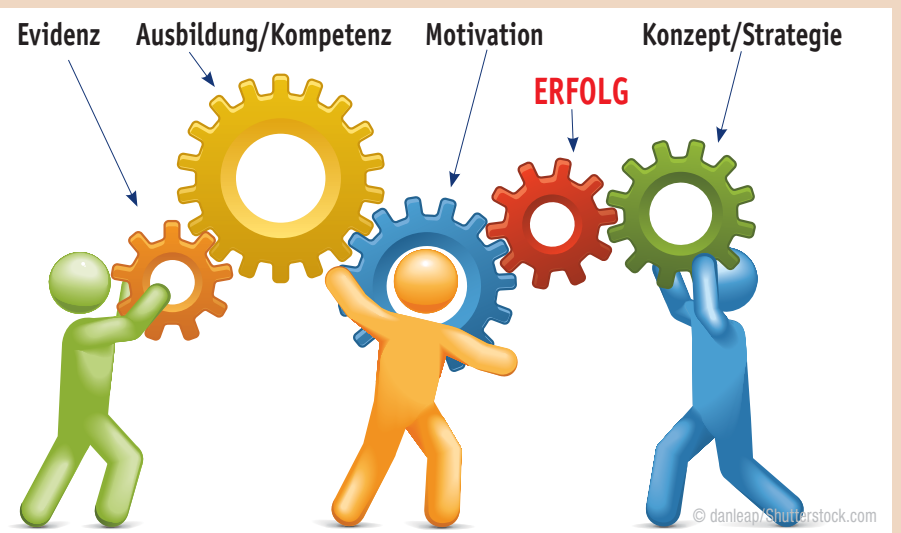 Evidenz Ausbildung/Kompetenz Motivation Konzept/Strategie
ERFOLG
© danleap/Shutterstock.com